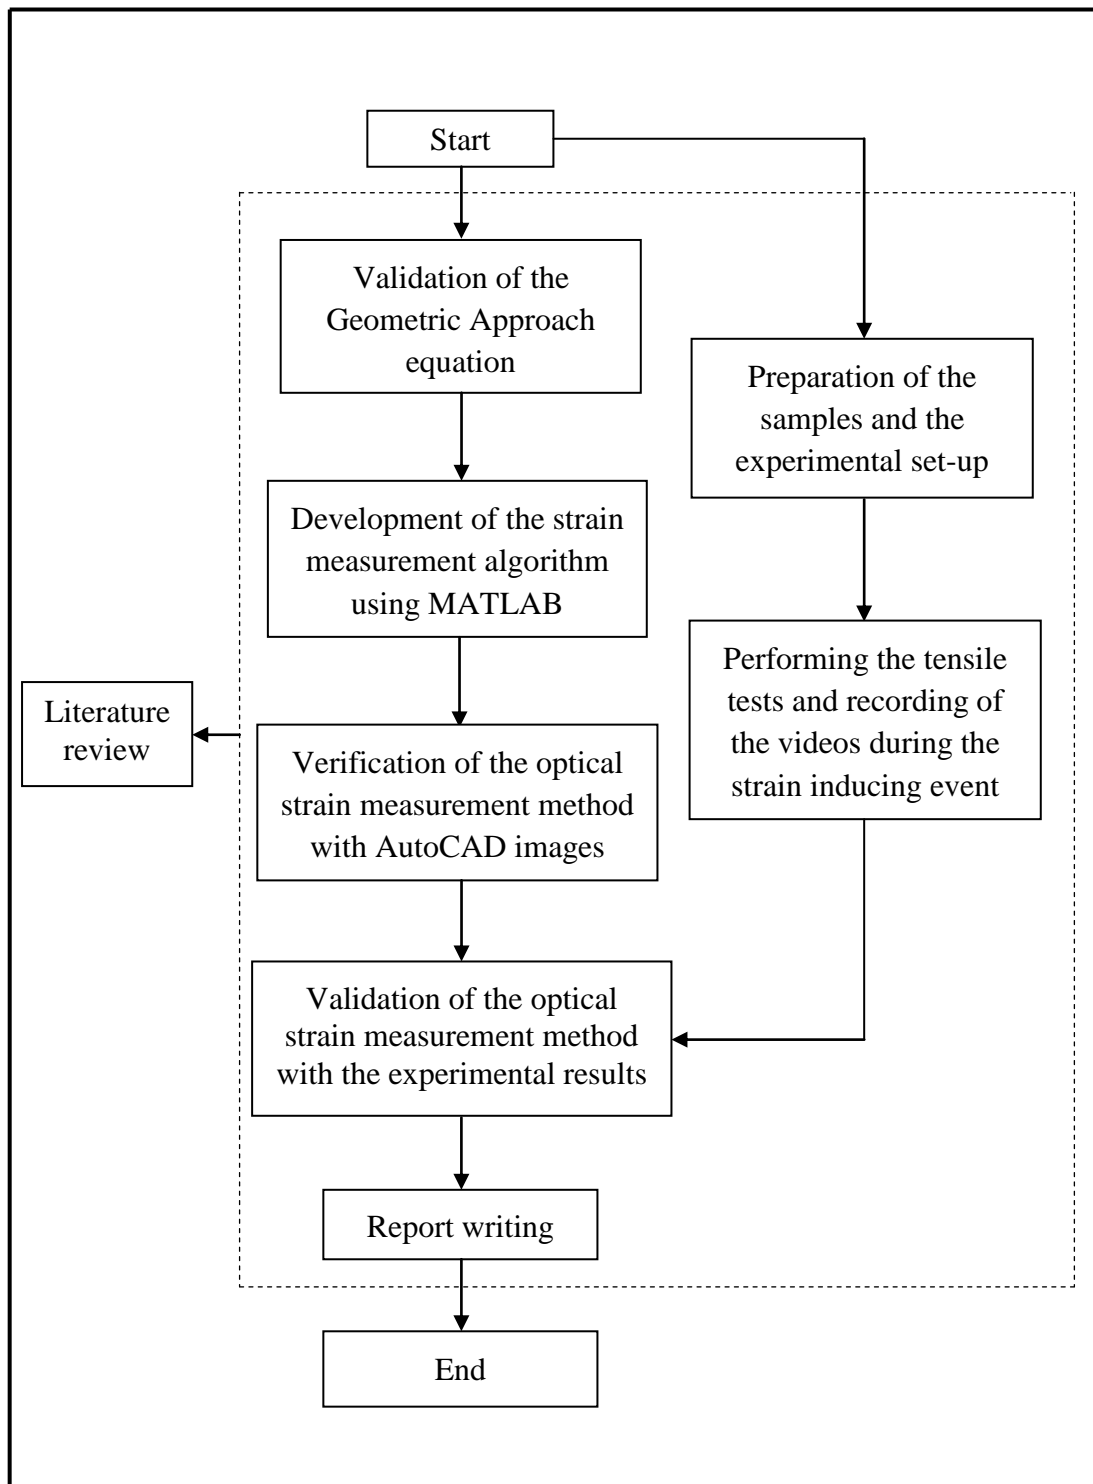 Start
Validation of the
Geometric Approach
equation
Preparation of the
samples and the
experimental set-up
Development of the strain
measurement algorithm
using MATLAB
Performing the tensile
tests and recording of
the videos during the
strain inducing event
Literature
review
Verification of the optical
strain measurement method
with AutoCAD images
Validation of the optical
strain measurement method
with the experimental results
Report writing
End